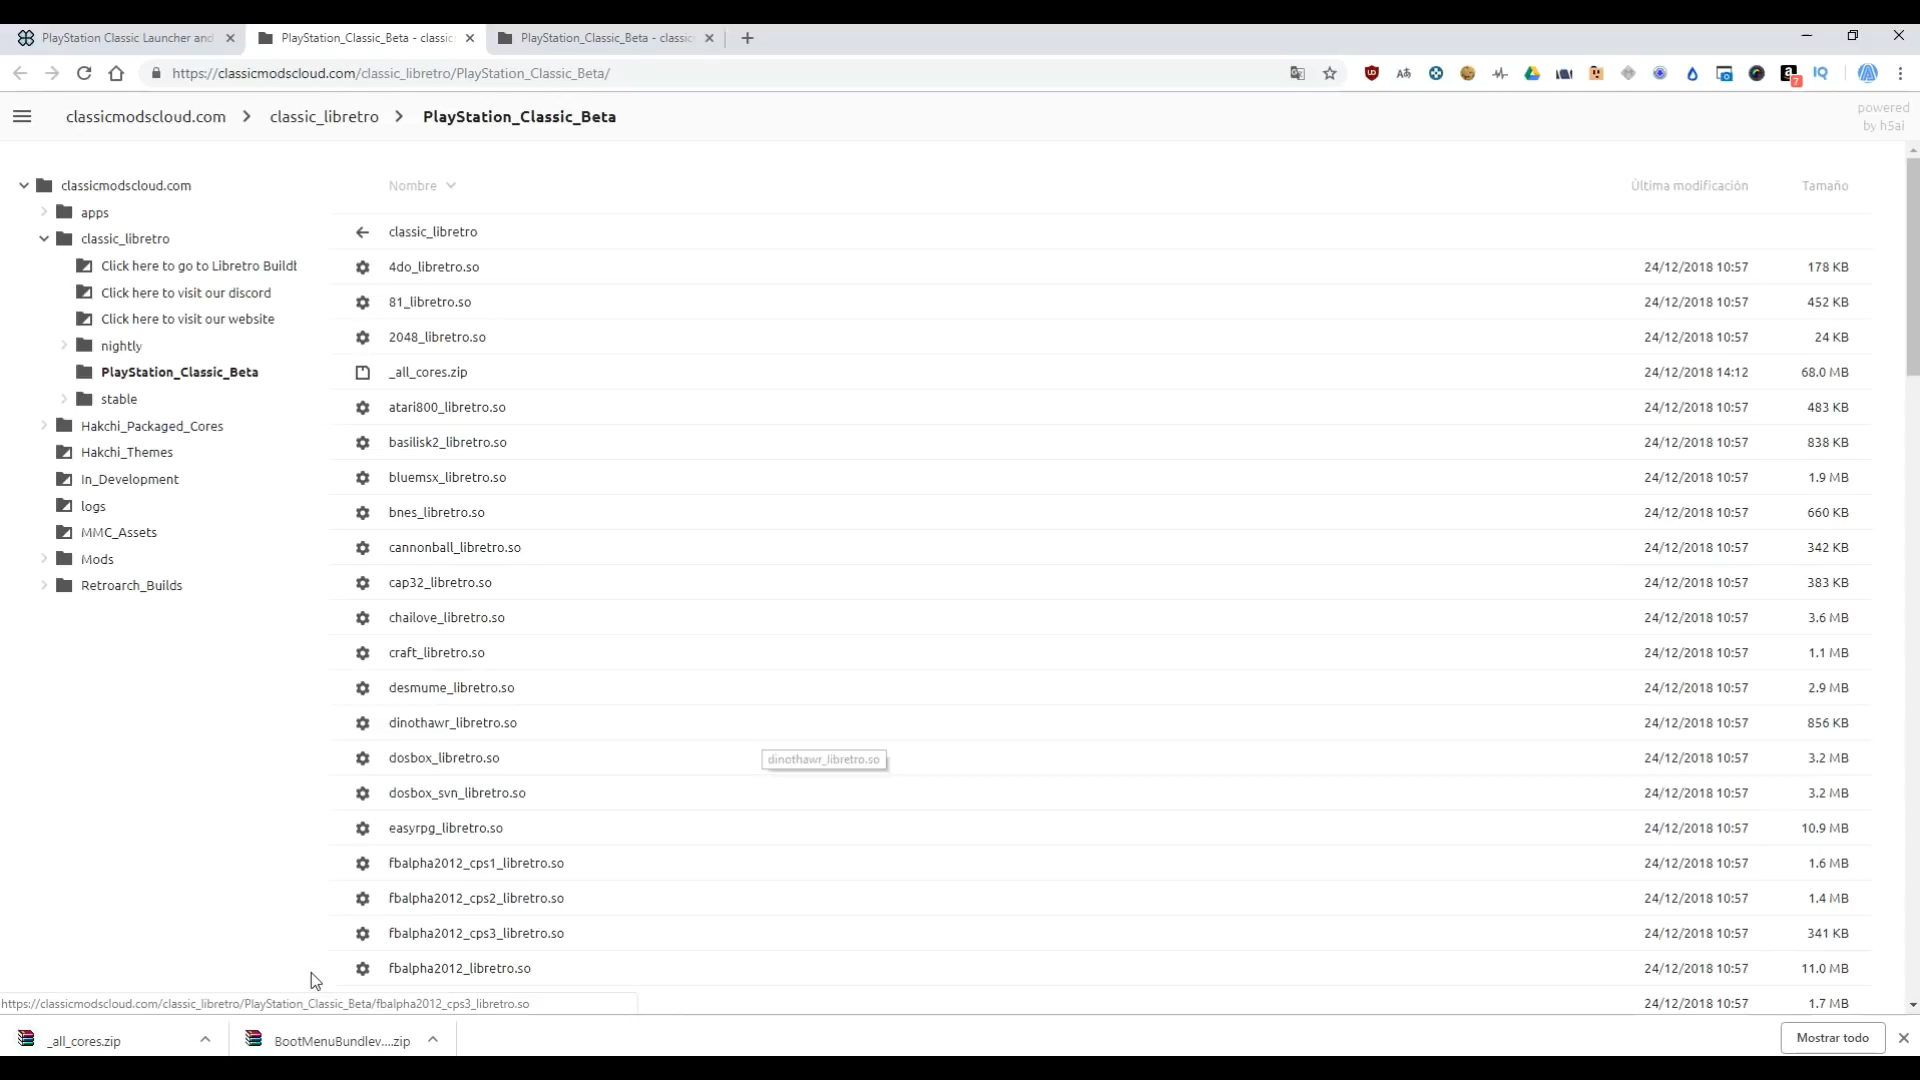 PlayStation Classic Launcher and
PlayStation_Classic_Beta - classic
PlayStation_Classic_Beta - classic
https://classicmodscloud.com/classic_libretro/PlayStation_Classic_Beta/
7
IQ
classicmodscloud.com
classic_libretro
PlayStation_Classic_Beta
powered
by h5ai
classicmodscloud.com
apps
classic_libretro
Click here to go to Libretro Buildb
Click here to visit our discord
Click here to visit our website
nightly
PlayStation_Classic_Beta
stable
Hakchi_Packaged_Cores
Hakchi_Themes
In_Development
logs
MMC_Assets
Mods
Retroarch_Builds
Nombre Última modificación Tamaño
classic_libretro
4do_libretro.so 24/12/2018 10:57 178 KB
81_libretro.so 24/12/2018 10:57 452 KB
2048_libretro.so 24/12/2018 10:57 24 KB
_all_cores.zip 24/12/2018 14:12 68.0 MB
atari800_libretro.so 24/12/2018 10:57 483 KB
basilisk2_libretro.so 24/12/2018 10:57 838 KB
bluemsx_libretro.so 24/12/2018 10:57 1.9 MB
bnes_libretro.so 24/12/2018 10:57 660 KB
cannonball_libretro.so 24/12/2018 10:57 342 KB
cap32_libretro.so 24/12/2018 10:57 383 KB
chailove_libretro.so 24/12/2018 10:57 3.6 MB
craft_libretro.so 24/12/2018 10:57 1.1 MB
desmume_libretro.so 24/12/2018 10:57 2.9 MB
dinothawr_libretro.so 24/12/2018 10:57 856 KB
dosbox_libretro.so dinothawr_libretro.so 24/12/2018 10:57 3.2 MB
dosbox_svn_libretro.so 24/12/2018 10:57 3.2 MB
easyrpg_libretro.so 24/12/2018 10:57 10.9 MB
fbalpha2012_cps1_libretro.so 24/12/2018 10:57 1.6 MB
fbalpha2012_cps2_libretro.so 24/12/2018 10:57 1.4 MB
fbalpha2012_cps3_libretro.so 24/12/2018 10:57 341 KB
fbalpha2012_libretro.so 24/12/2018 10:57 11.0 MB
24/12/2018 10:57 1.7 MB
https://classicmodscloud.com/classic_libretro/PlayStation_Classic_Beta/fbalpha2012_cps3_libretro.so
_all_cores.zip
BootMenuBundlev....zip
Mostrar todo